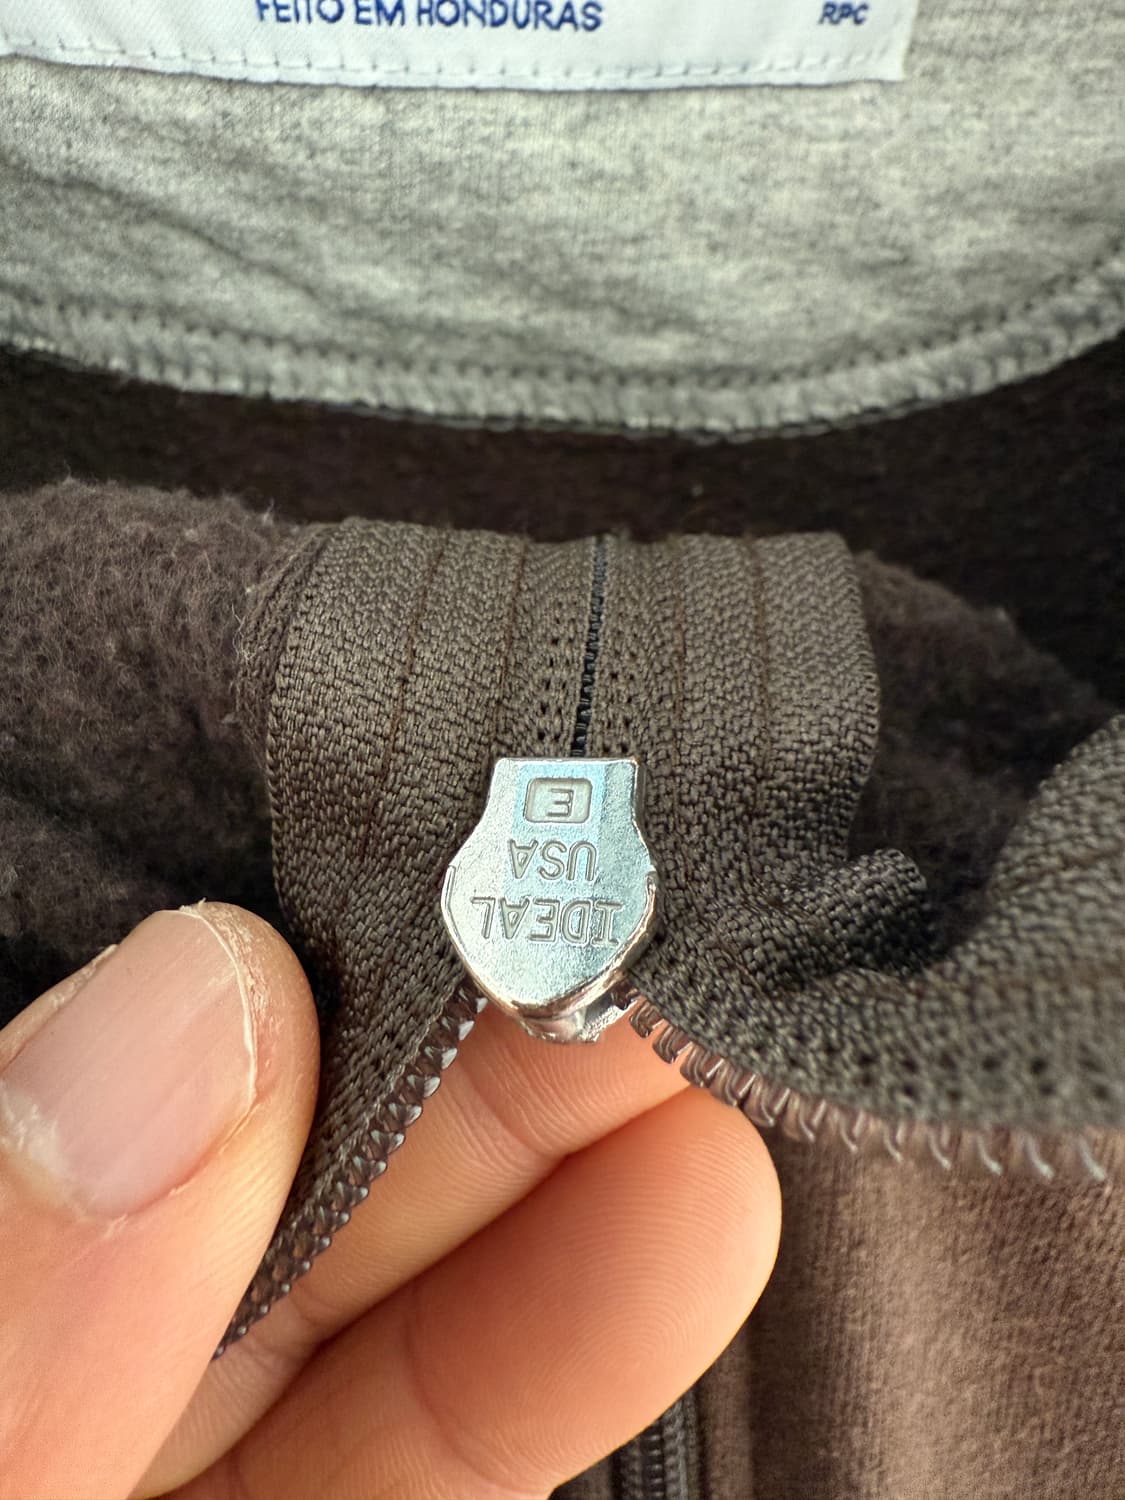 FEITO EM HONDURAS
RPC
IDEAL
USA
E